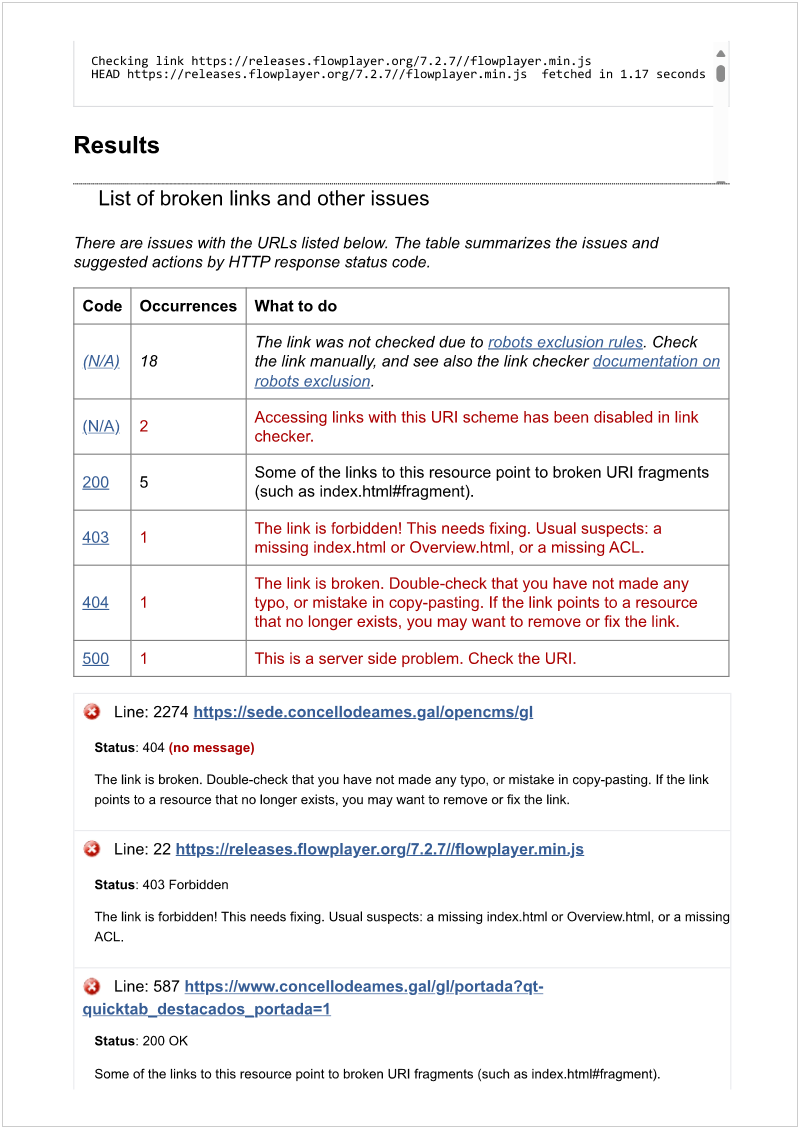 Checking link https://releases.flowplayer.org/7.2.7//flowplayer.min.js
HEAD https://releases.flowplayer.org/7.2.7//flowplayer.min.js  fetched in 1.17 seconds
Results
List of broken links and other issues
There are issues with the URLs listed below. The table summarizes the issues and
suggested actions by HTTP response status code.
Code Occurrences What to do
(N/A) 18 The link was not checked due to robots exclusion rules. Check
the link manually, and see also the link checker documentation on
robots exclusion.
(N/A) 2 Accessing links with this URI scheme has been disabled in link
checker.
200 5 Some of the links to this resource point to broken URI fragments
(such as index.html#fragment).
403 1 The link is forbidden! This needs fixing. Usual suspects: a
missing index.html or Overview.html, or a missing ACL.
404 1 The link is broken. Double-check that you have not made any
typo, or mistake in copy-pasting. If the link points to a resource
that no longer exists, you may want to remove or fix the link.
500 1 This is a server side problem. Check the URI.
Line: 2274 https://sede.concellodeames.gal/opencms/gl
Status: 404 (no message)
The link is broken. Double-check that you have not made any typo, or mistake in copy-pasting. If the link
points to a resource that no longer exists, you may want to remove or fix the link.
Line: 22 https://releases.flowplayer.org/7.2.7//flowplayer.min.js
Status: 403 Forbidden
The link is forbidden! This needs fixing. Usual suspects: a missing index.html or Overview.html, or a missing
ACL.
Line: 587 https://www.concellodeames.gal/gl/portada?qt-
quicktab_destacados_portada=1
Status: 200 OK
Some of the links to this resource point to broken URI fragments (such as index.html#fragment).